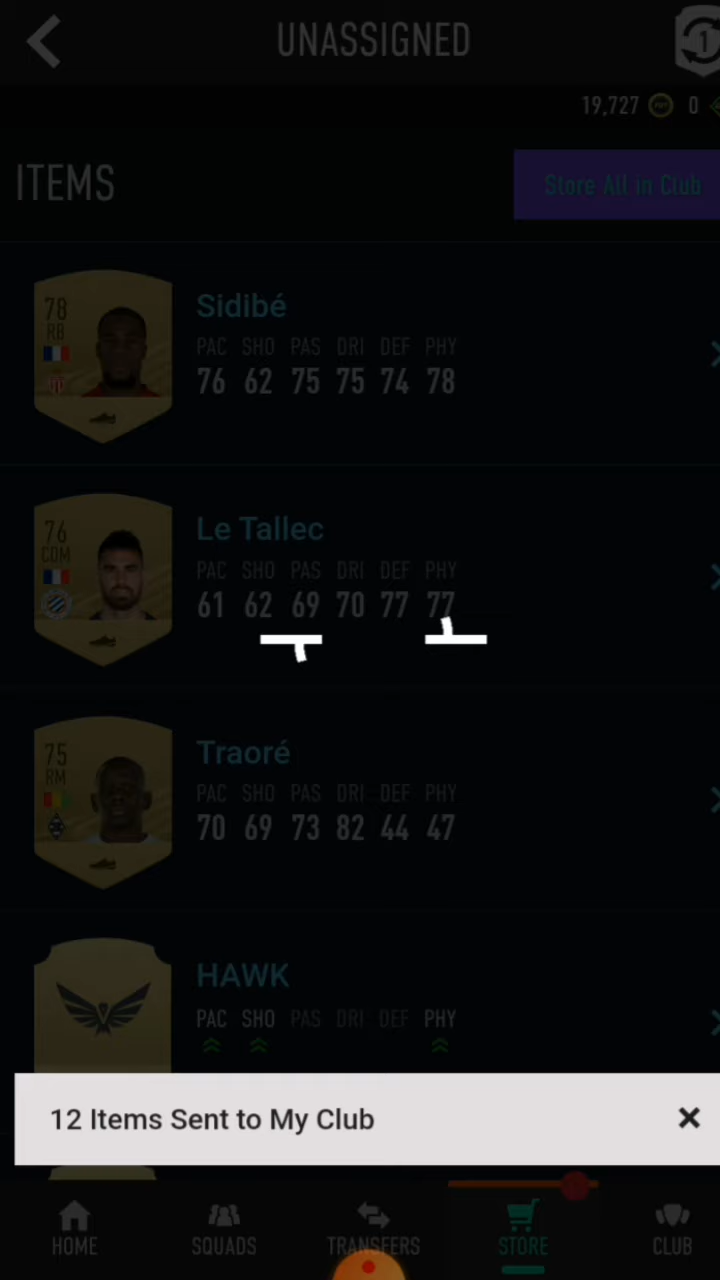 UNASSIGNED
1
19,727 0
ITEMS
Store All in Club
78
RB
Sidibé
PAC SHO PAS DRI DEF PHY
76 62 75 75 74 78
76
CDM
Le Tallec
PAC SHO PAS DRI DEF PHY
61 62 69 70 77 77
75
RM
Traoré
PAC SHO PAS DRI DEF PHY
70 69 73 82 44 47
HAWK
PAC SHO PAS DRI DEF PHY
12 Items Sent to My Club
HOME SQUADS TRANSFERS STORE CLUB